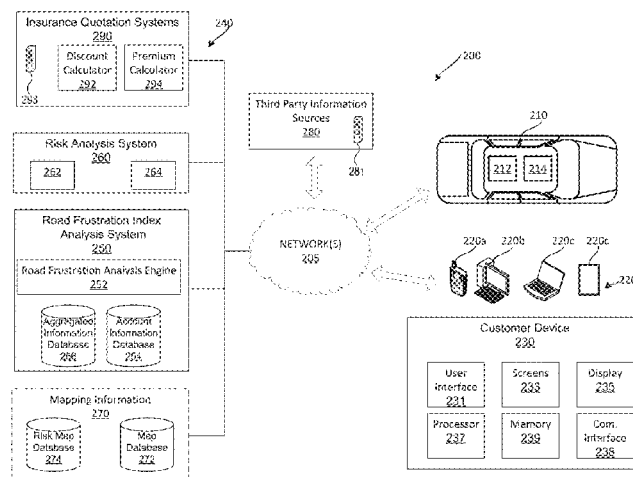 Insurance Quotation Systems
290
293
Discount
Calculator
292
Premium
Calculator
294
240
200
Third Party Information
Sources
280
281
210
212
214
Risk Analysis System
260
262
264
Road Frustration Index
Analysis System
250
Road Frustration Analysis Engine
252
Aggregated
Information
Database
Account
Information
Database
254
NETWORK(S)
205
220a
220b
220c
220c
220
Mapping Information
270
Risk Map
Database
274
Map
Database
272
Customer Device
230
User
Interface
231
Screens
233
Display
235
Processor
237
Memory
239
Com.
Interface
238